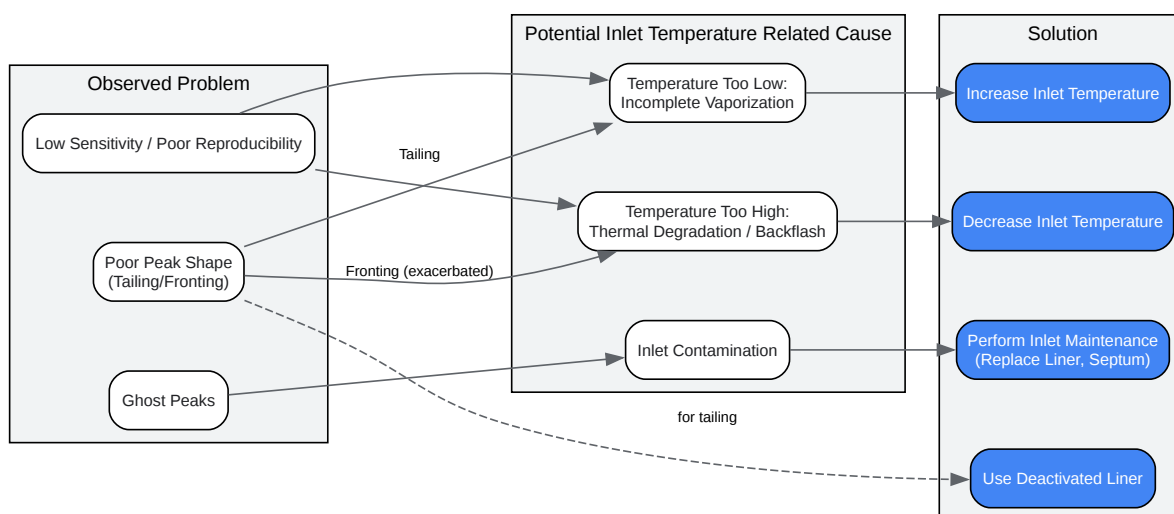 Observed Problem
Low Sensitivity / Poor Reproducibility
Poor Peak Shape
(Tailing/Fronting)
Ghost Peaks
Tailing
Fronting (exacerbated)
for tailing
Potential Inlet Temperature Related Cause
Temperature Too Low:
Incomplete Vaporization
Temperature Too High:
Thermal Degradation / Backflash
Inlet Contamination
Solution
Increase Inlet Temperature
Decrease Inlet Temperature
Perform Inlet Maintenance
(Replace Liner, Septum)
Use Deactivated Liner